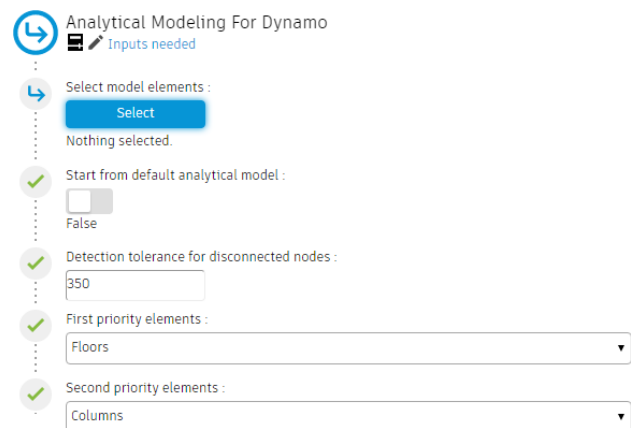 Analytical Modeling For Dynamo
Inputs needed
Select model elements :
Select
Nothing selected.
Start from default analytical model :
False
Detection tolerance for disconnected nodes :
350
First priority elements :
Floors
Second priority elements :
Columns